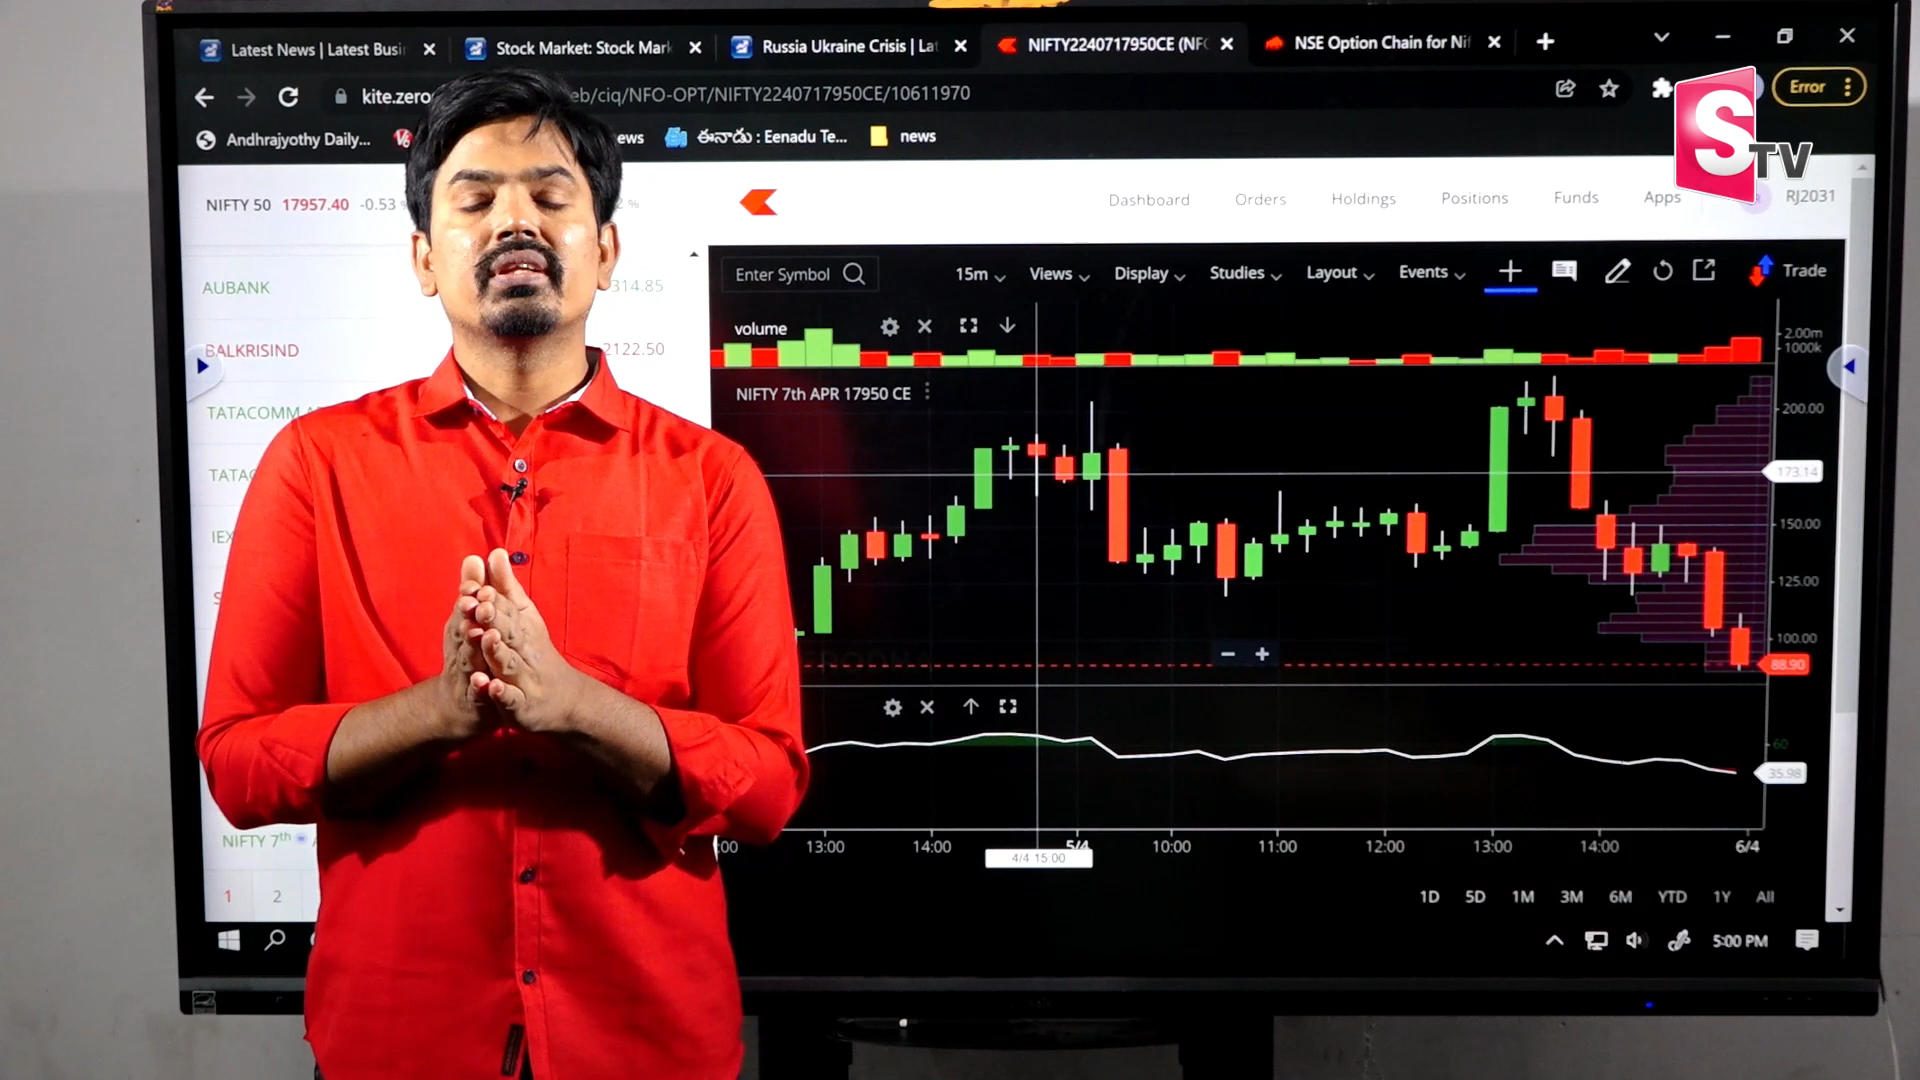 Latest News | Latest Busi
Stock Market: Stock Mark
Russia Ukraine Crisis | Lat
NIFTY2240717950CE (NFO
NSE Option Chain for Nif
kite.zero
eb/ciq/NFO-OPT/NIFTY2240717950CE/10611970
Error
Andhrajyothy Daily...
ews
ఈనాడు : Eenadu Te...
news
STV
NIFTY 50 17957.40 -0.53 %
%
Dashboard Orders Holdings Positions Funds Apps RJ2031
AUBANK
314.85
BALKRISIND
2122.50
TATACOMM
TATA
IEX
NIFTY 7th
1 2
Enter Symbol
15m Views Display Studies Layout Events Trade
volume
2.00m
1000k
NIFTY 7th APR 17950 CE
200.00
173.14
150.00
125.00
100.00
88.90
60
35.98
:00 13:00 14:00 5/4 10:00 11:00 12:00 13:00 14:00 6/4
4/4 15:00
1D 5D 1M 3M 6M YTD 1Y All
5:00 PM